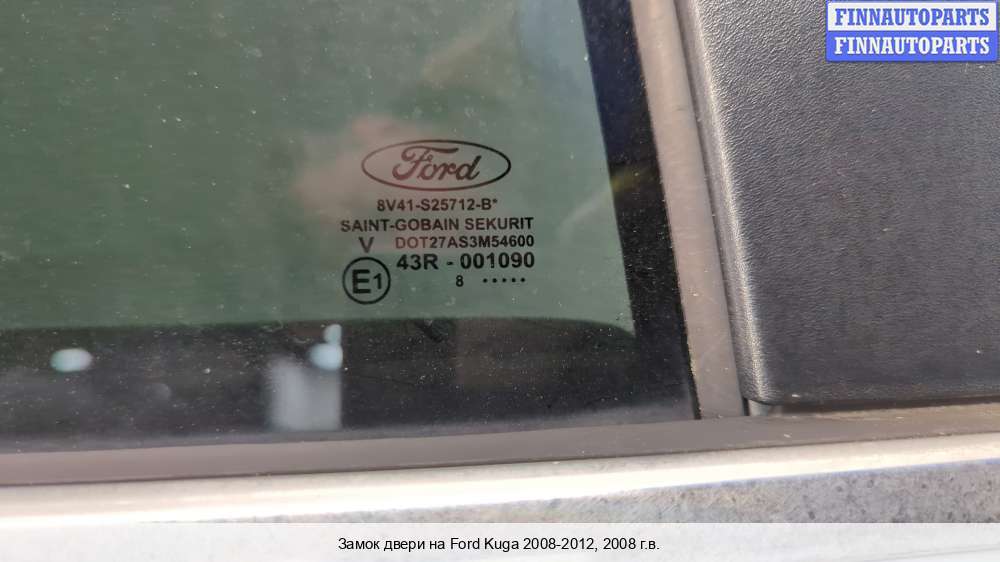 FINNAUTOPARTS
FINNAUTOPARTS
Ford
8V41-S25712-B*
SAINT-GOBAIN SEKURIT
V DOT27AS3M54600
E1 43R - 001090
8 •••••
Замок двери на Ford Kuga 2008-2012, 2008 г.в.